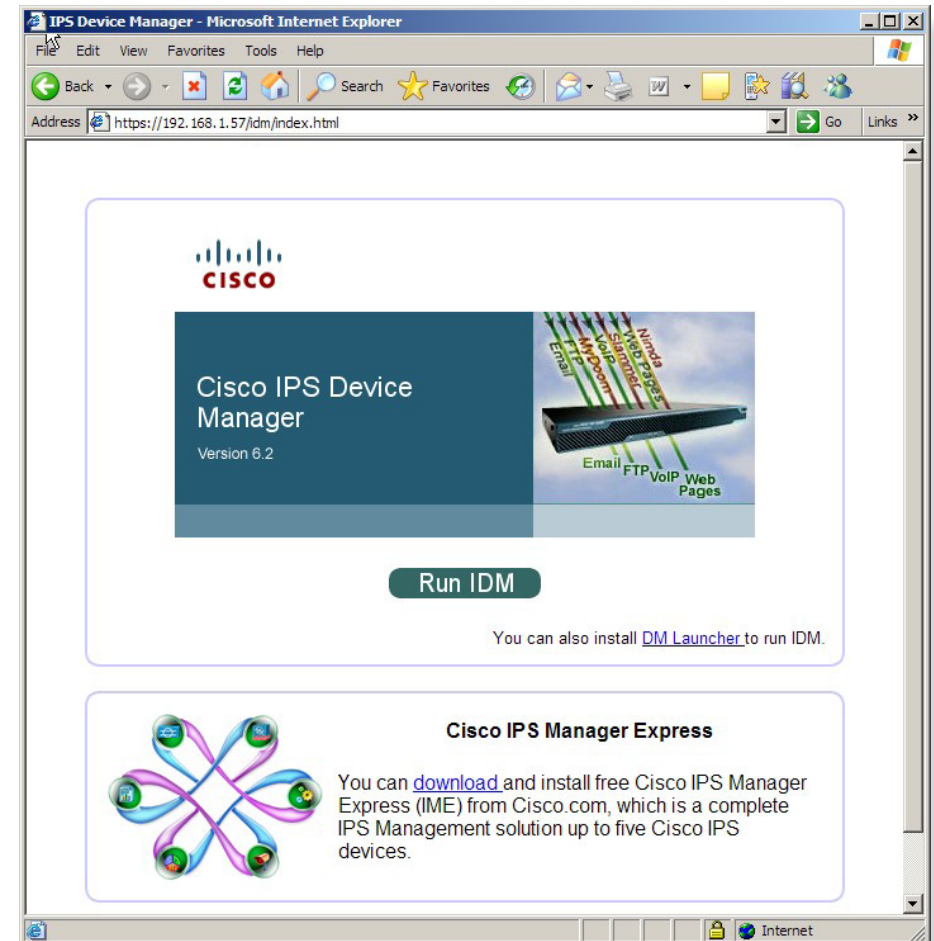 IPS Device Manager - Microsoft Internet Explorer
File Edit View Favorites Tools Help
Back Search Favorites
Address https://192.168.1.57/idm/index.html Go Links »
CISCO
Cisco IPS Device
Manager
Version 6.2
Email
FTP
MyDoom
VoIP
Slammer
Web Pages
Nimda
Email FTP VoIP Web
Pages
Run IDM
You can also install DM Launcher to run IDM.
Cisco IPS Manager Express
You can download and install free Cisco IPS Manager
Express (IME) from Cisco.com, which is a complete
IPS Management solution up to five Cisco IPS
devices.
Internet